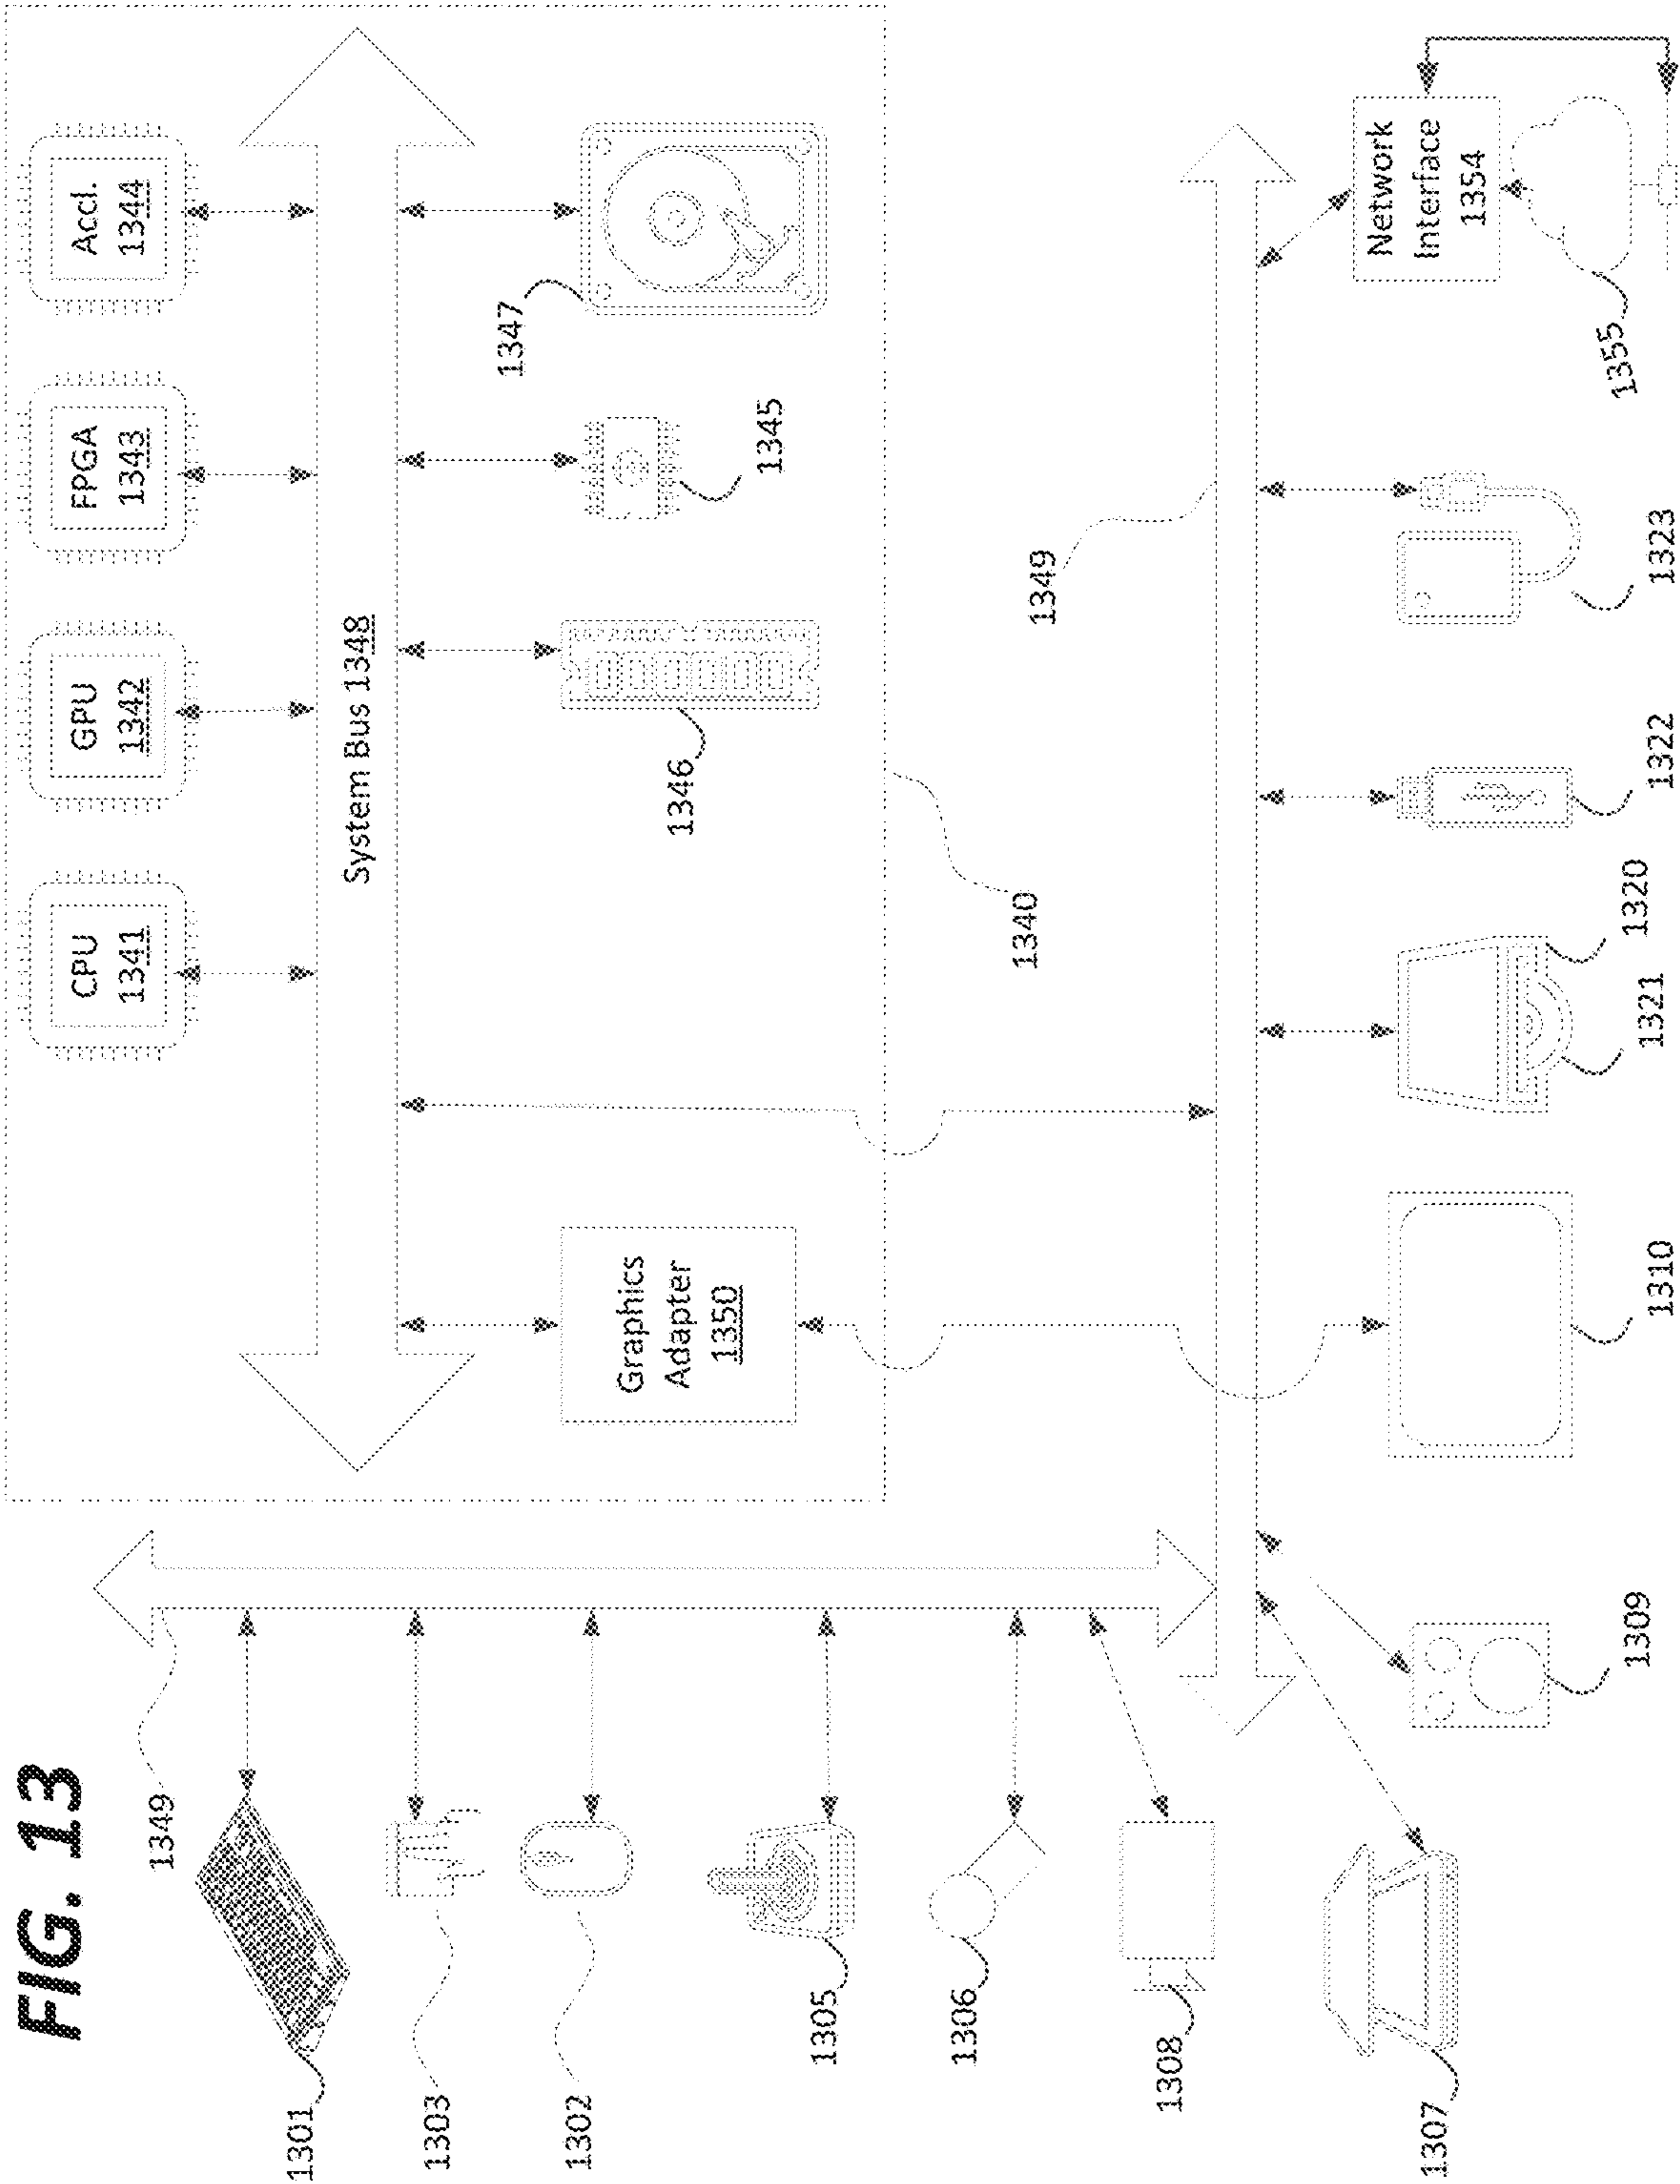 FIG. 13
CPU
1341
GPU
1342
FPGA
1343
Accl.
1344
System Bus 1348
1349
1301
1303
1302
1305
1306
1308
1307
Graphics
Adapter
1350
1346
1345
1347
1340
1349
Network
Interface
1354
1355
1309
1310
1321
1320
1322
1323